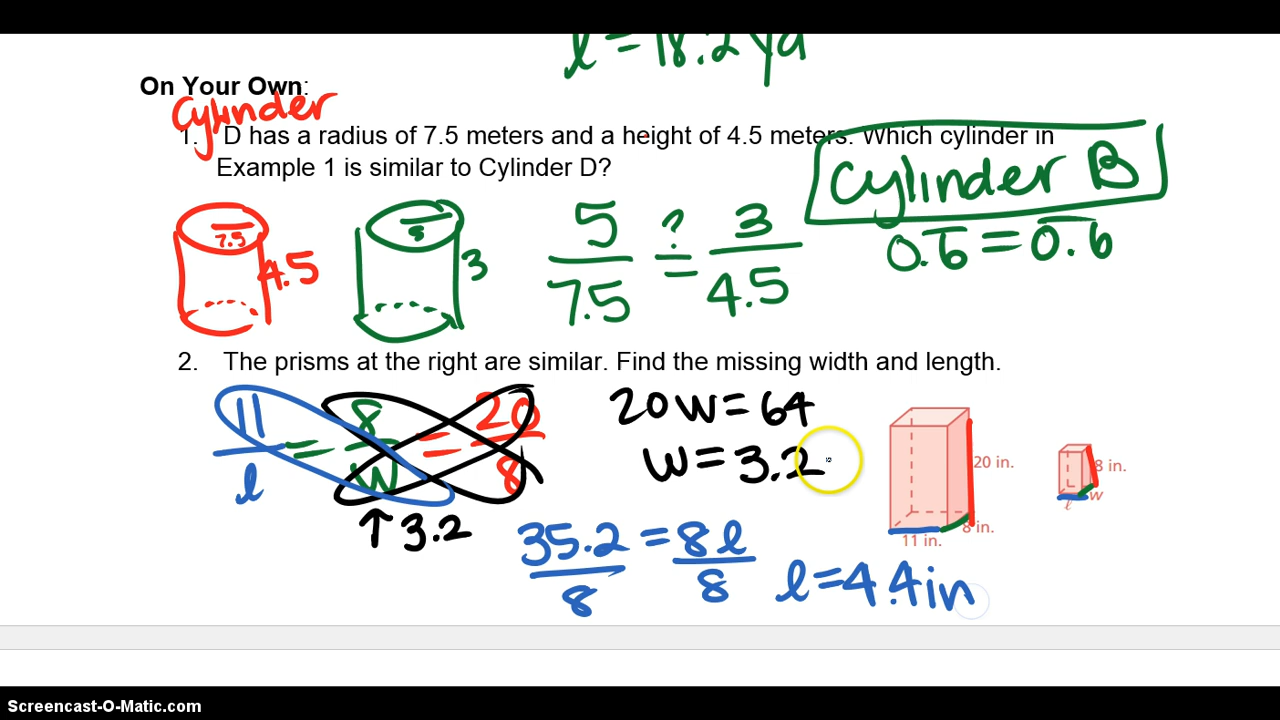 l = 18.2 yd
On Your Own:
Cylinder
1. D has a radius of 7.5 meters and a height of 4.5 meters. Which cylinder in
Example 1 is similar to Cylinder D?
Cylinder B
7.5
4.5
5
3
5/7.5 ?= 3/4.5
0.6̅ = 0.6̅
2. The prisms at the right are similar. Find the missing width and length.
11/l = 8/w = 20/8
↑3.2
20w = 64
w = 3.2
35.2/8 = 8l/8
l = 4.4in
20 in.
8 in.
11 in.
8 in.
w
l
Screencast-O-Matic.com